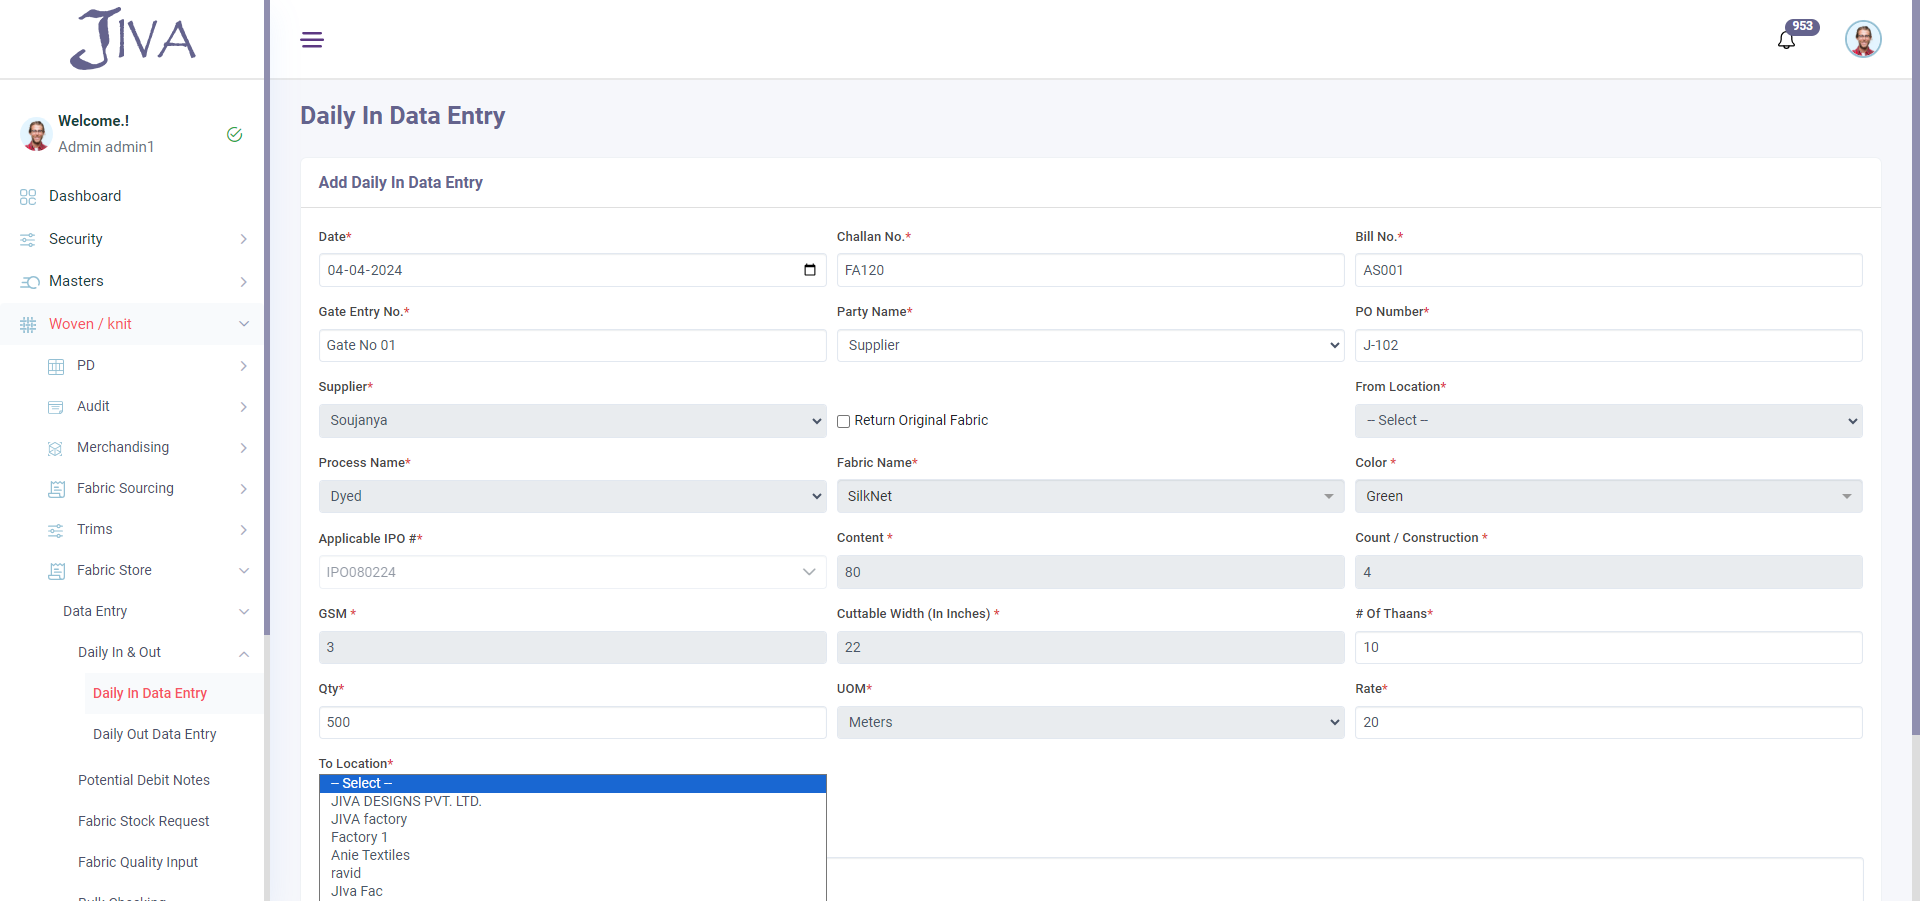 JIVA
953
Welcome.!
Admin admin1
Dashboard
Security
Masters
Woven / knit
PD
Audit
Merchandising
Fabric Sourcing
Trims
Fabric Store
Data Entry
Daily In & Out
Daily In Data Entry
Daily Out Data Entry
Potential Debit Notes
Fabric Stock Request
Fabric Quality Input
Bulk Checking
Daily In Data Entry
Add Daily In Data Entry
Date* Challan No.* Bill No.*
04-04-2024 FA120 AS001
Gate Entry No.* Party Name* PO Number*
Gate No 01 Supplier J-102
Supplier* From Location*
Soujanya Return Original Fabric -- Select --
Process Name* Fabric Name* Color *
Dyed SilkNet Green
Applicable IPO #* Content * Count / Construction *
IPO080224 80 4
GSM * Cuttable Width (In Inches) * # Of Thaans*
3 22 10
Qty* UOM* Rate*
500 Meters 20
To Location*
-- Select --
JIVA DESIGNS PVT. LTD.
JIVA factory
Factory 1
Anie Textiles
ravid
JIva Fac